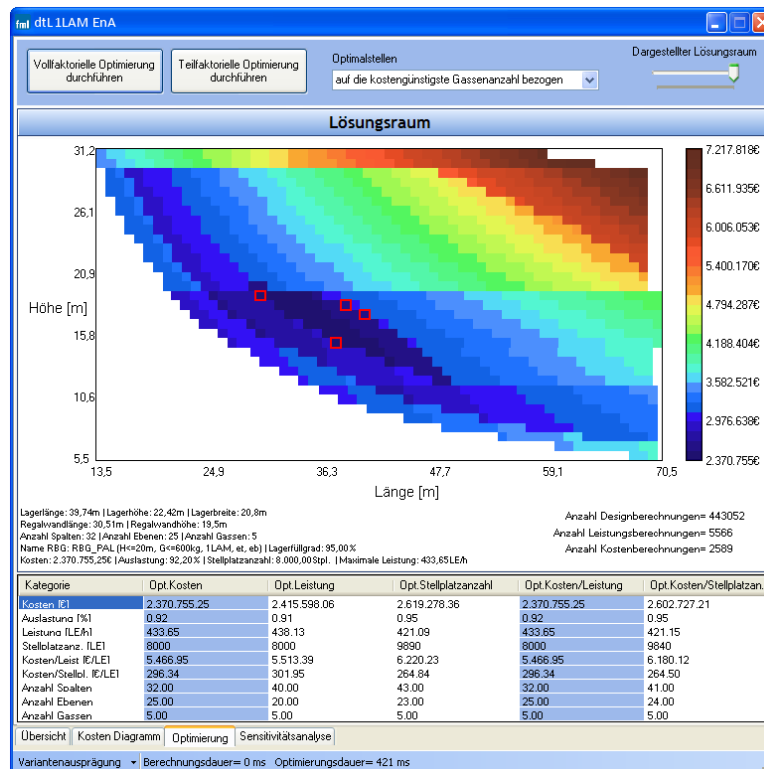 fml dtL 1LAM EnA
Vollfaktorielle Optimierung
durchführen
Teilfaktorielle Optimierung
durchführen
Optimalstellen
auf die kostengünstigste Gassenanzahl bezogen
Dargestellter Lösungsraum
Lösungsraum
31,2
26,1
20,9
Höhe [m]
15,8
10,6
5,5
13,5 24,9 36,3 47,7 59,1 70,5
Länge [m]
7.217.818€
6.611.935€
6.006.053€
5.400.170€
4.794.287€
4.188.404€
3.582.521€
2.976.638€
2.370.755€
Lagerlänge: 39,74m | Lagerhöhe: 22,42m | Lagerbreite: 20,8m
Regalwandlänge: 30,51m | Regalwandhöhe: 19,5m
Anzahl Spalten: 32 | Anzahl Ebenen: 25 | Anzahl Gassen: 5
Name RBG: RBG_PAL (H<=20m, G<=600kg, 1LAM, et, eb) | Lagerfüllgrad: 95,00%
Kosten: 2.370.755,25€ | Auslastung: 92,20% | Stellplatzanzahl: 8.000,00Stpl. | Maximale Leistung: 433,65LE/h
Anzahl Designberechnungen= 443052
Anzahl Leistungsberechnungen= 5566
Anzahl Kostenberechnungen= 2589
Kategorie Opt.Kosten Opt.Leistung Opt.Stellplatzanzahl Opt.Kosten/Leistung Opt.Kosten/Stellplatzan.
Kosten [€] 2.370.755.25 2.415.598.06 2.619.278.36 2.370.755.25 2.602.727.21
Auslastung [%] 0.92 0.91 0.95 0.92 0.95
Leistung [LE/h] 433.65 438.13 421.09 433.65 421.15
Stellplatzanz. [LE] 8000 8000 9890 8000 9840
Kosten/Leist [€/LE] 5.466.95 5.513.39 6.220.23 5.466.95 6.180.12
Kosten/Stellpl. [€/LE] 296.34 301.95 264.84 296.34 264.50
Anzahl Spalten 32.00 40.00 43.00 32.00 41.00
Anzahl Ebenen 25.00 20.00 23.00 25.00 24.00
Anzahl Gassen 5.00 5.00 5.00 5.00 5.00
Übersicht Kosten Diagramm Optimierung Sensitivitätsanalyse
Variantenausprägung Berechnungsdauer= 0 ms Optimierungsdauer= 421 ms